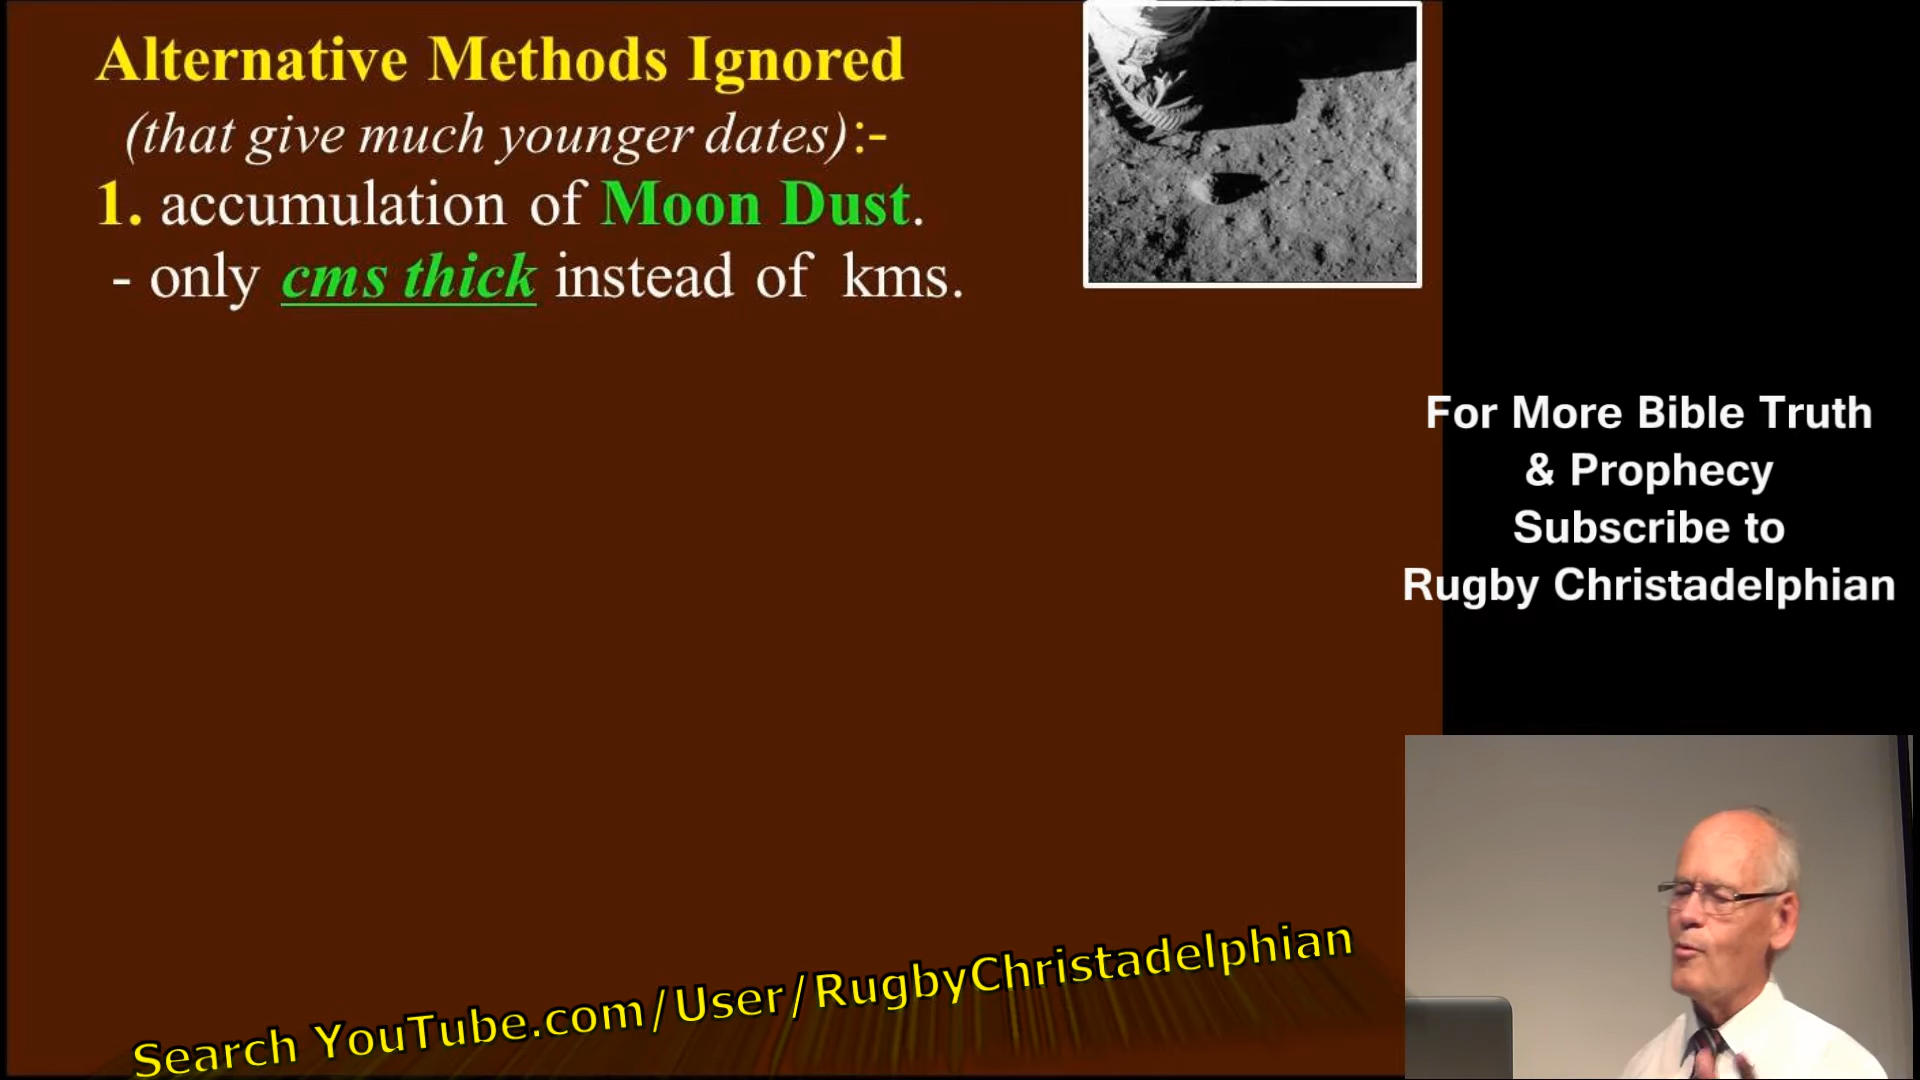 Alternative Methods Ignored
(that give much younger dates):-
1. accumulation of Moon Dust.
- only cms thick instead of kms.
For More Bible Truth
& Prophecy
Subscribe to
Rugby Christadelphian
Search YouTube.com/User/RugbyChristadelphian